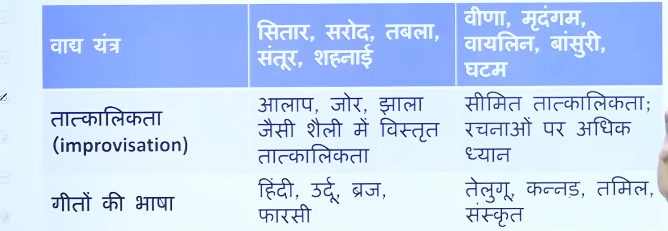 वाद्य यंत्र
सितार, सरोद, तबला,
संतूर, शहनाई
वीणा, मृदंगम,
वायलिन, बांसुरी,
घटम
तात्कालिकता
(improvisation)
आलाप, जोर, झाला
जैसी शैली में विस्तृत
तात्कालिकता
सीमित तात्कालिकता;
रचनाओं पर अधिक
ध्यान
गीतों की भाषा
हिंदी, उर्दू, ब्रज,
फारसी
तेलुगू, कन्नड़, तमिल,
संस्कृत